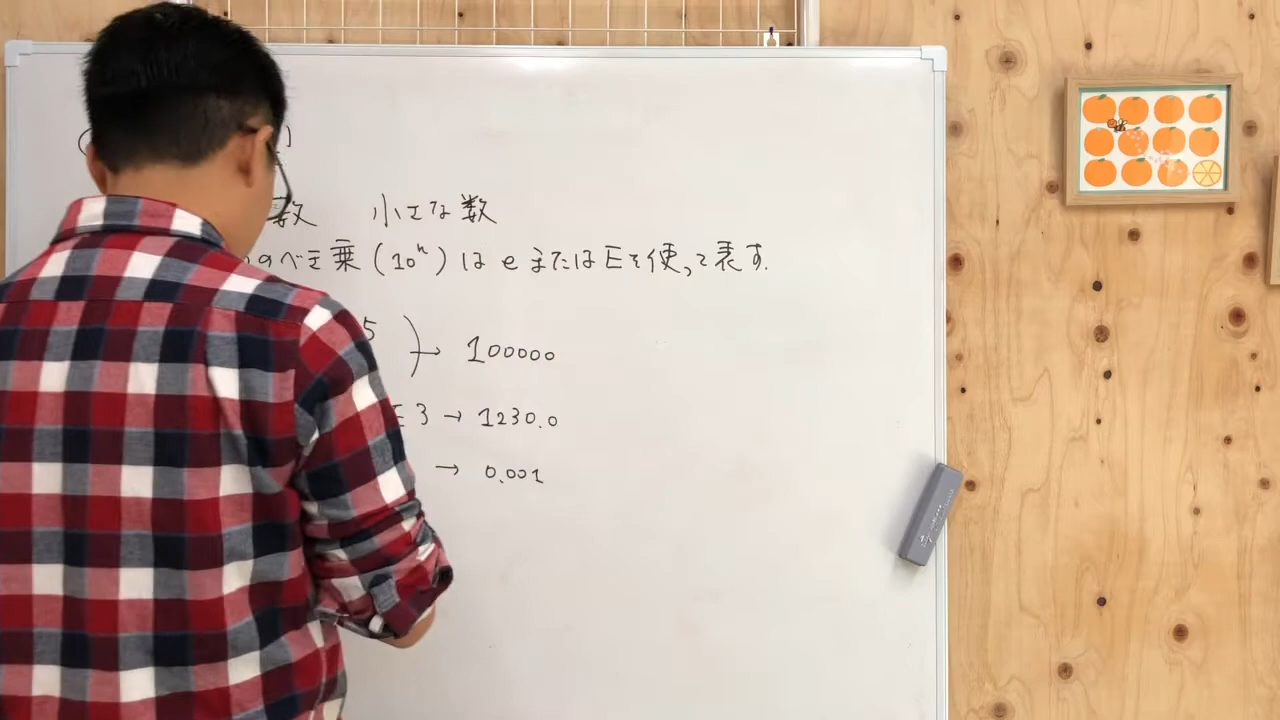 数 小さな数
のべき乗(10ⁿ)は e または E を使って表す.
5
→ 100000
E3 → 1230.0
→ 0.001